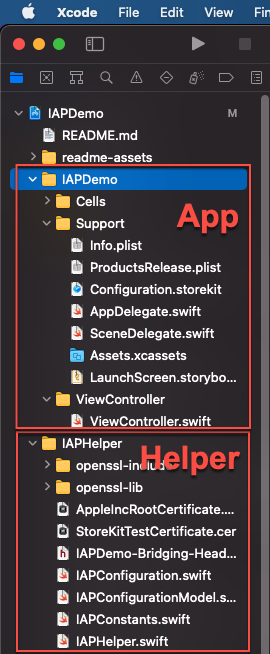 Xcode File Edit View Fin
IAPDemo M
README.md
readme-assets
IAPDemo
Cells
App
Support
Info.plist
ProductsRelease.plist
Configuration.storekit
AppDelegate.swift
SceneDelegate.swift
Assets.xcassets
LaunchScreen.storybo...
ViewController
ViewController.swift
IAPHelper
Helper
openssl-includ
openssl-lib
AppleIncRootCertificate....
StoreKitTestCertificate.cer
IAPDemo-Bridging-Head...
IAPConfiguration.swift
IAPConfigurationModel.s...
IAPConstants.swift
IAPHelper.swift